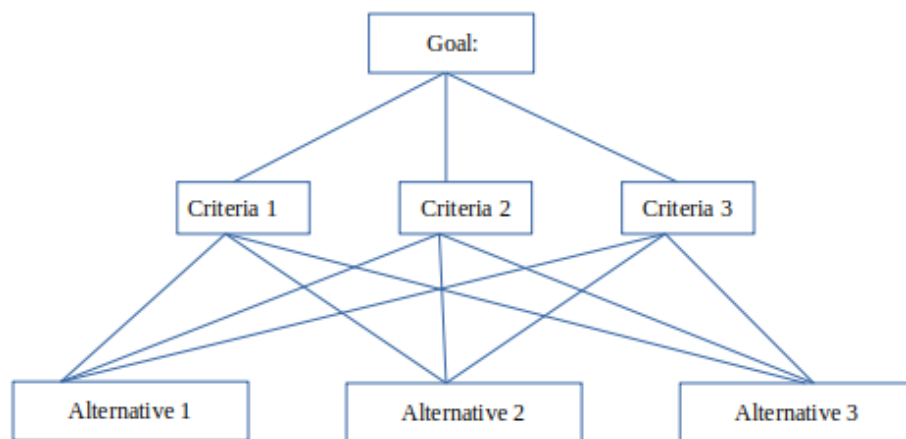 Goal:
Criteria 1
Criteria 2
Criteria 3
Alternative 1
Alternative 2
Alternative 3